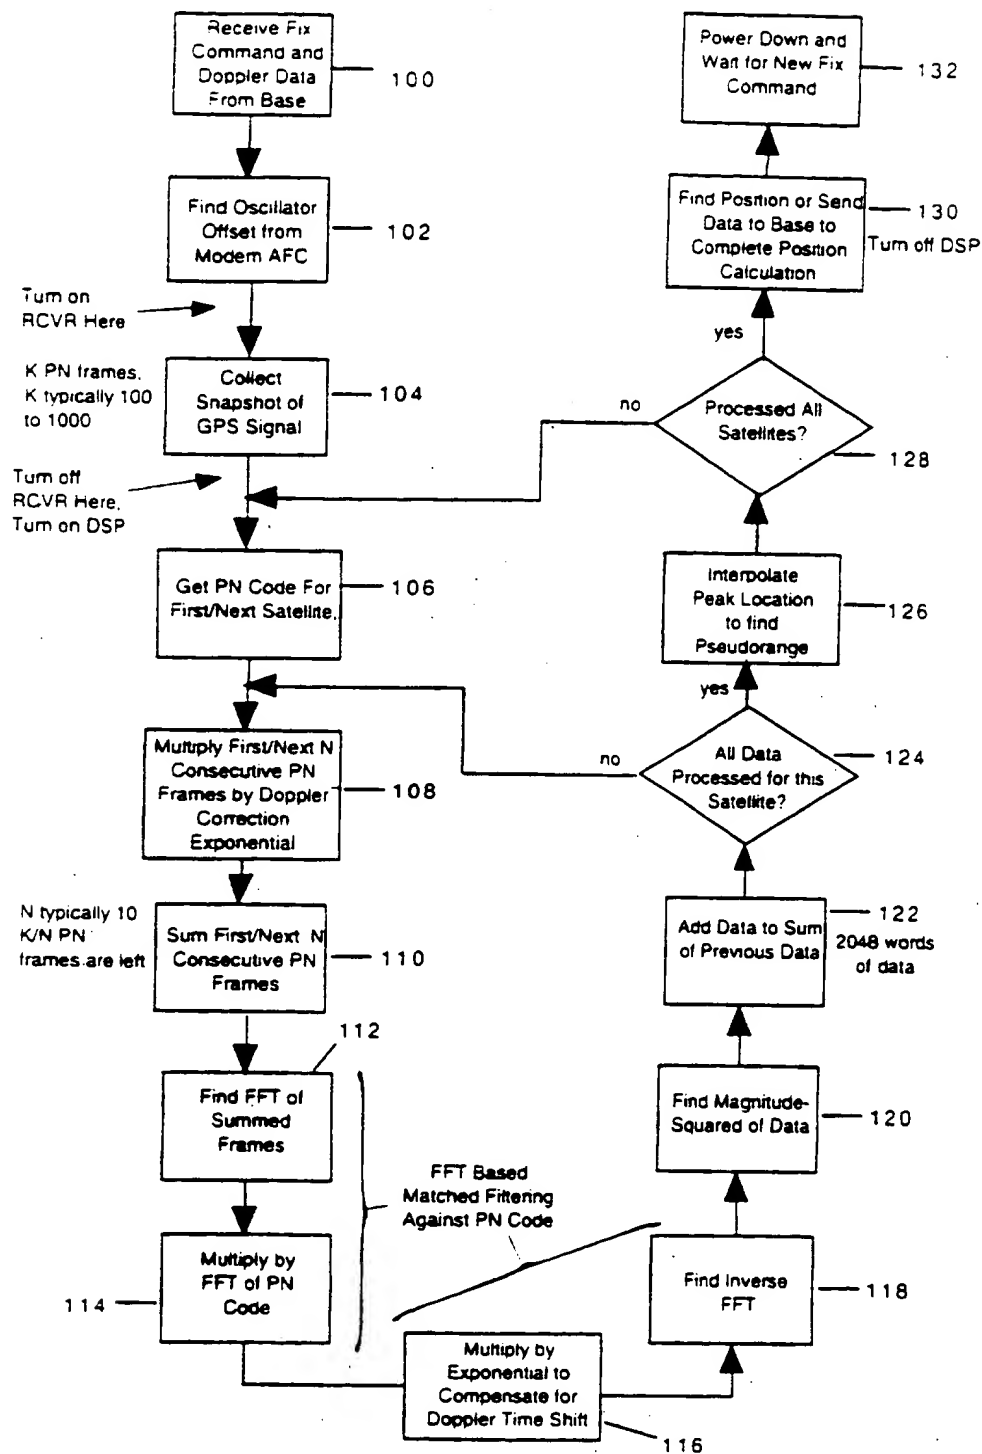 Receive Fix
Command and
Doppler Data
From Base
100
Find Oscillator
Offset from
Modem AFC
102
Turn on
RCVR Here
K PN frames,
K typically 100
to 1000
Collect
Snapshot of
GPS Signal
104
Turn off
RCVR Here,
Turn on DSP
Get PN Code For
First/Next Satellite,
106
Multiply First/Next N
Consecutive PN
Frames by Doppler
Correction
Exponential
108
N typically 10
K/N PN
frames are left
Sum First/Next N
Consecutive PN
Frames
110
112
Find FFT of
Summed
Frames
FFT Based
Matched Filtering
Against PN Code
Multiply by
FFT of PN
Code
114
Multiply by
Exponential to
Compensate for
Doppler Time Shift
116
Find Inverse
FFT
118
Find Magnitude-
Squared of Data
120
Add Data to Sum
of Previous Data
122
2048 words
of data
All Data
Processed for this
Satellite?
124
no
yes
Interpolate
Peak Location
to find
Pseudorange
126
Processed All
Satellites?
128
no
yes
Find Position or Send
Data to Base to
Complete Position
Calculation
130
Turn off DSP
Power Down and
Wait for New Fix
Command
132